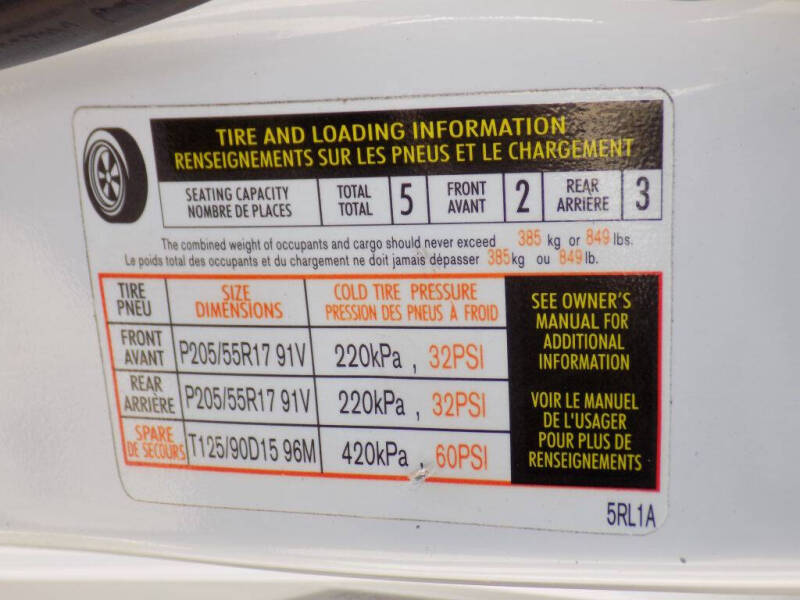 TIRE AND LOADING INFORMATION
RENSEIGNEMENTS SUR LES PNEUS ET LE CHARGEMENT
SEATING CAPACITY
NOMBRE DE PLACES
TOTAL
TOTAL
5
FRONT
AVANT
2
REAR
ARRIÈRE
3
The combined weight of occupants and cargo should never exceed 385 kg or 849 lbs.
Le poids total des occupants et du chargement ne doit jamais dépasser 385kg ou 849 lb.
TIRE
PNEU
SIZE
DIMENSIONS
COLD TIRE PRESSURE
PRESSION DES PNEUS À FROID
FRONT
AVANT
P205/55R17 91V
220kPa , 32PSI
REAR
ARRIÈRE
P205/55R17 91V
220kPa , 32PSI
SPARE
DE SECOURS
T125/90D15 96M
420kPa , 60PSI
SEE OWNER'S
MANUAL FOR
ADDITIONAL
INFORMATION
VOIR LE MANUEL
DE L'USAGER
POUR PLUS DE
RENSEIGNEMENTS
5RL1A